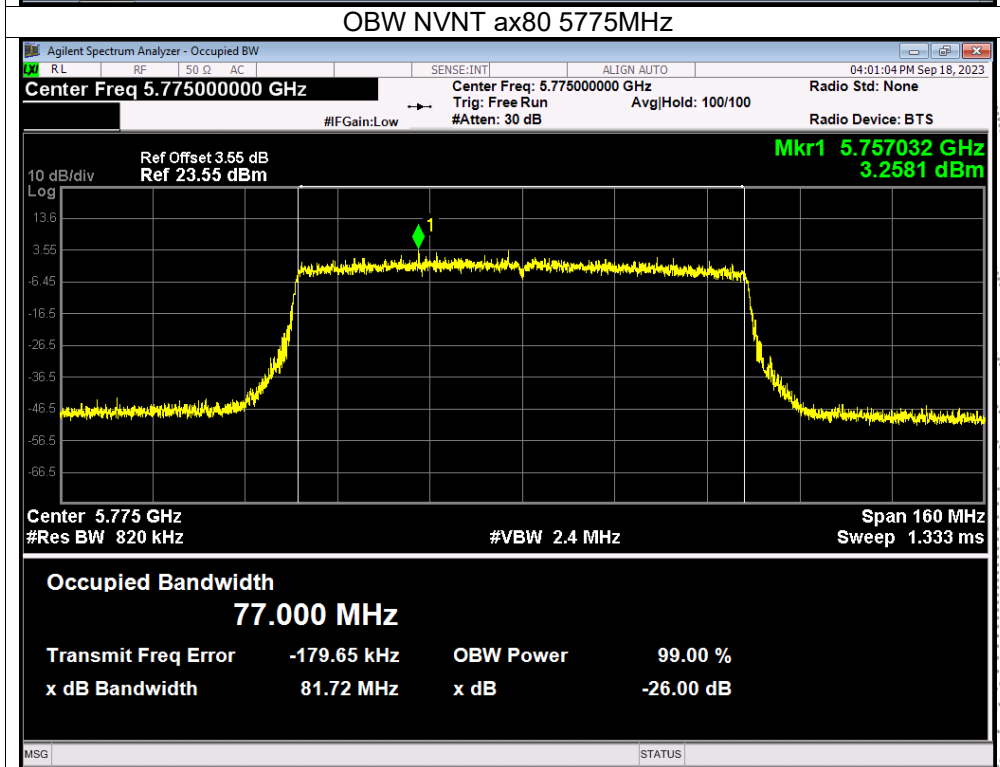 OBW NVNT ax80 5775MHz
Agilent Spectrum Analyzer - Occupied BW
LXI RL RF 50 Ω AC SENSE:INT ALIGN AUTO 04:01:04 PM Sep 18, 2023
Center Freq 5.775000000 GHz Center Freq: 5.775000000 GHz Radio Std: None
Trig: Free Run Avg|Hold: 100/100
#IFGain:Low #Atten: 30 dB Radio Device: BTS
Mkr1 5.757032 GHz
3.2581 dBm
Ref Offset 3.55 dB
10 dB/div Ref 23.55 dBm
Log
13.6
1
3.55
-6.45
-16.5
-26.5
-36.5
-46.5
-56.5
-66.5
Center 5.775 GHz Span 160 MHz
#Res BW 820 kHz #VBW 2.4 MHz Sweep 1.333 ms
Occupied Bandwidth
77.000 MHz
Transmit Freq Error -179.65 kHz OBW Power 99.00 %
x dB Bandwidth 81.72 MHz x dB -26.00 dB
MSG STATUS